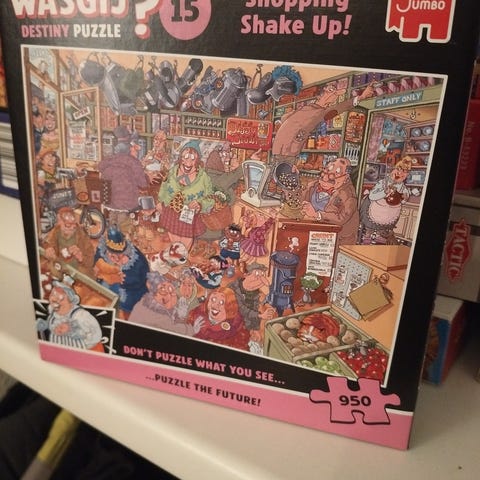 WASGIJ?
15
Shopping
Shake Up!
Jumbo
DESTINY PUZZLE
STAFF ONLY
DON'T PUZZLE WHAT YOU SEE...
...PUZZLE THE FUTURE!
950
TACTIC